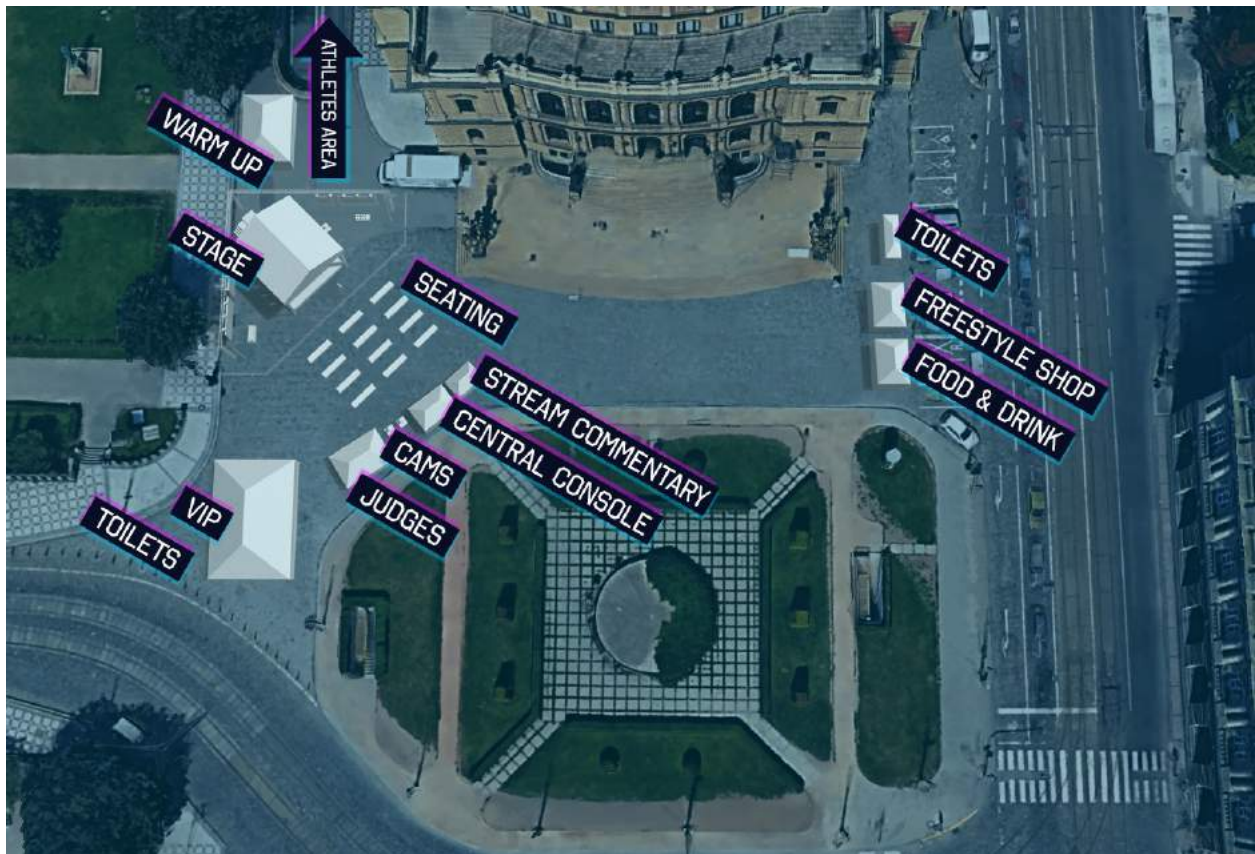 ATHLETES AREA
WARM UP
STAGE
SEATING
TOILETS
FREESTYLE SHOP
FOOD & DRINK
STREAM COMMENTARY
CENTRAL CONSOLE
CAMS
JUDGES
VIP
TOILETS